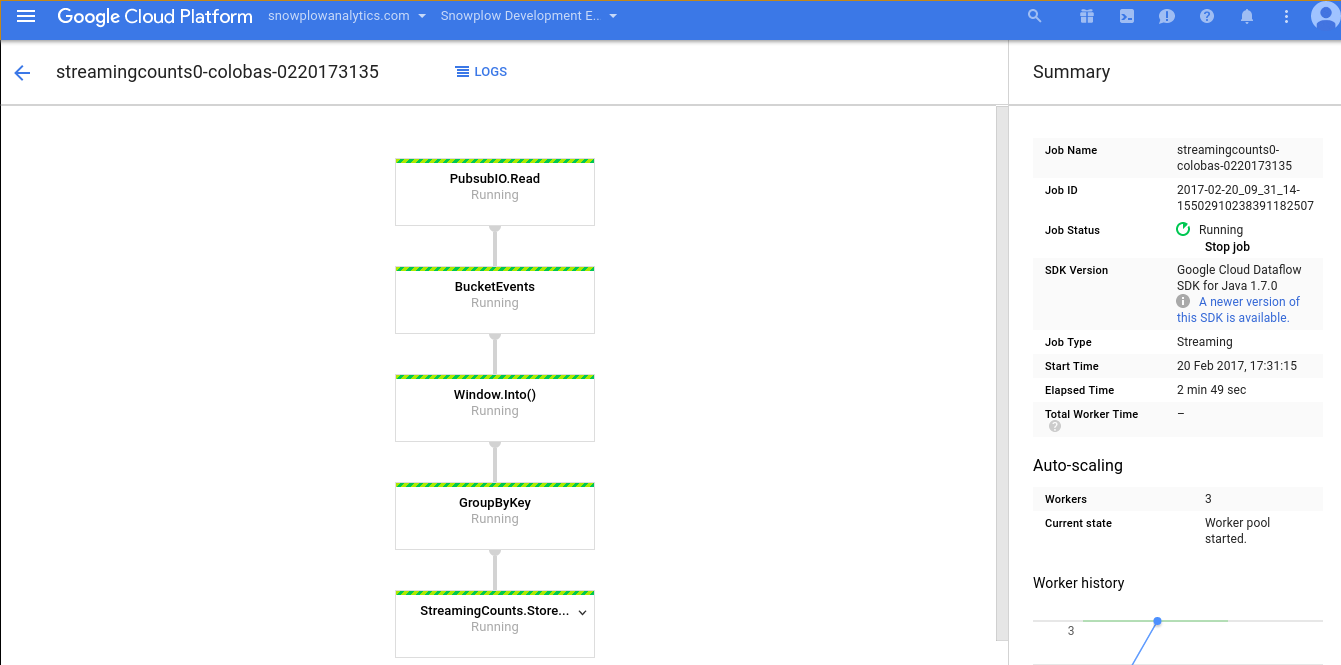 Google Cloud Platform snowplowanalytics.com Snowplow Development E..
streamingcounts0-colobas-0220173135
LOGS
PubsubIO.Read
Running
BucketEvents
Running
Window.Into()
Running
GroupByKey
Running
StreamingCounts.Store...
Running
Summary
Job Name streamingcounts0-
colobas-0220173135
Job ID 2017-02-20_09_31_14-
15502910238391182507
Job Status Running
Stop job
SDK Version Google Cloud Dataflow
SDK for Java 1.7.0
A newer version of
this SDK is available.
Job Type Streaming
Start Time 20 Feb 2017, 17:31:15
Elapsed Time 2 min 49 sec
Total Worker Time –
Auto-scaling
Workers 3
Current state Worker pool
started.
Worker history
3